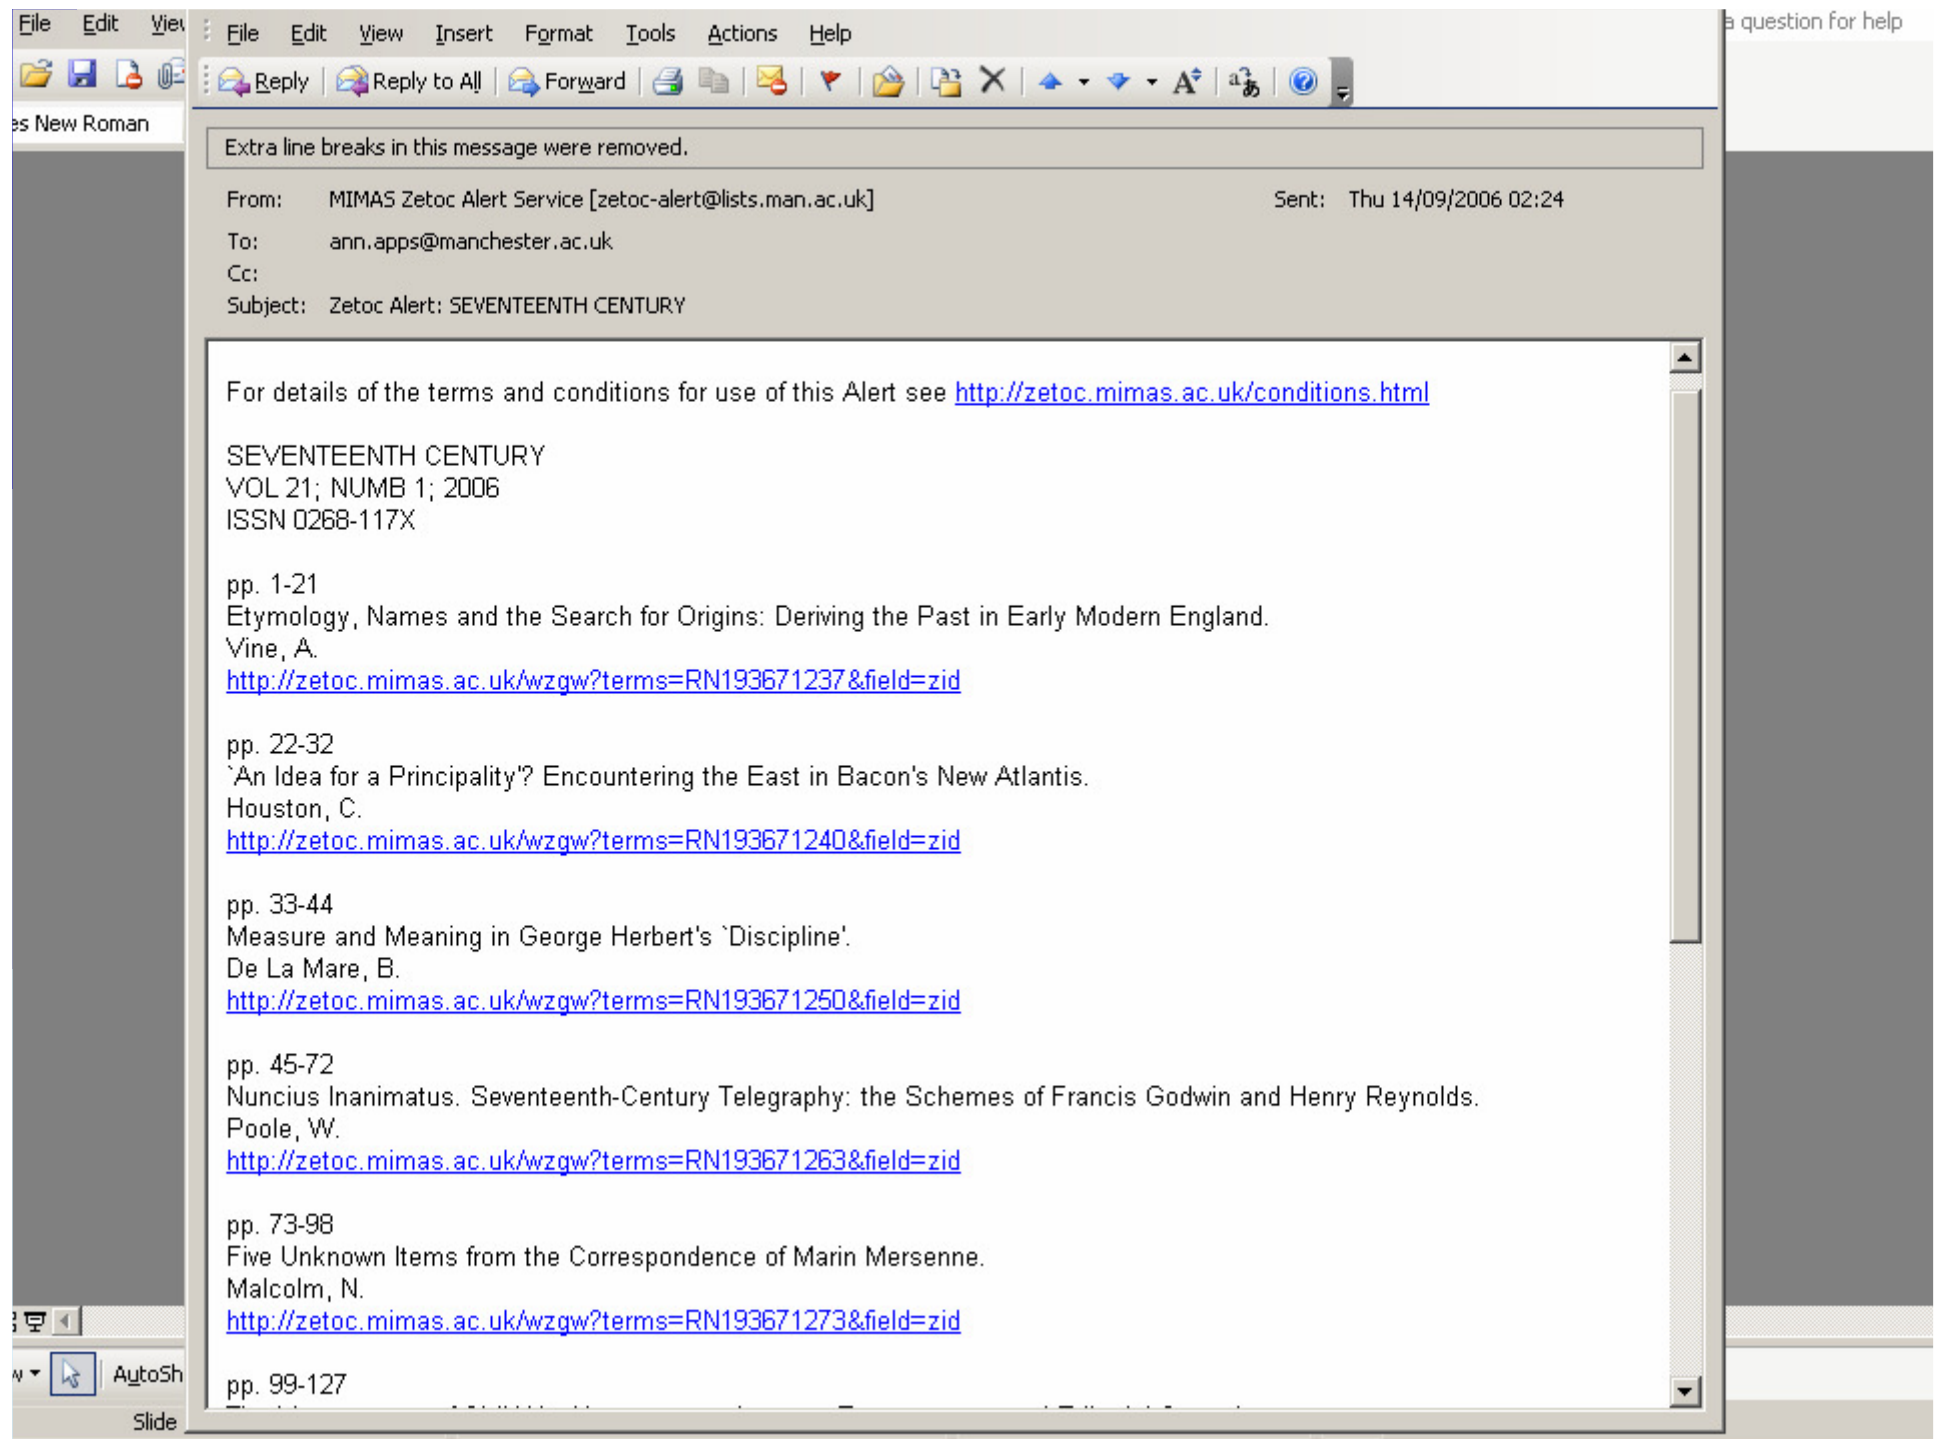 File Edit
a question for help
es New Roman
File Edit View Insert Format Tools Actions Help
Reply Reply to All Forward
Extra line breaks in this message were removed.
From: MIMAS Zetoc Alert Service [zetoc-alert@lists.man.ac.uk] Sent: Thu 14/09/2006 02:24
To: ann.apps@manchester.ac.uk
Cc:
Subject: Zetoc Alert: SEVENTEENTH CENTURY
For details of the terms and conditions for use of this Alert see http://zetoc.mimas.ac.uk/conditions.html
SEVENTEENTH CENTURY
VOL 21; NUMB 1; 2006
ISSN 0268-117X
pp. 1-21
Etymology, Names and the Search for Origins: Deriving the Past in Early Modern England.
Vine, A.
http://zetoc.mimas.ac.uk/wzgw?terms=RN193671237&field=zid
pp. 22-32
`An Idea for a Principality'? Encountering the East in Bacon's New Atlantis.
Houston, C.
http://zetoc.mimas.ac.uk/wzgw?terms=RN193671240&field=zid
pp. 33-44
Measure and Meaning in George Herbert's `Discipline'.
De La Mare, B.
http://zetoc.mimas.ac.uk/wzgw?terms=RN193671250&field=zid
pp. 45-72
Nuncius Inanimatus. Seventeenth-Century Telegraphy: the Schemes of Francis Godwin and Henry Reynolds.
Poole, W.
http://zetoc.mimas.ac.uk/wzgw?terms=RN193671263&field=zid
pp. 73-98
Five Unknown Items from the Correspondence of Marin Mersenne.
Malcolm, N.
http://zetoc.mimas.ac.uk/wzgw?terms=RN193671273&field=zid
pp. 99-127
AutoSh
Slide